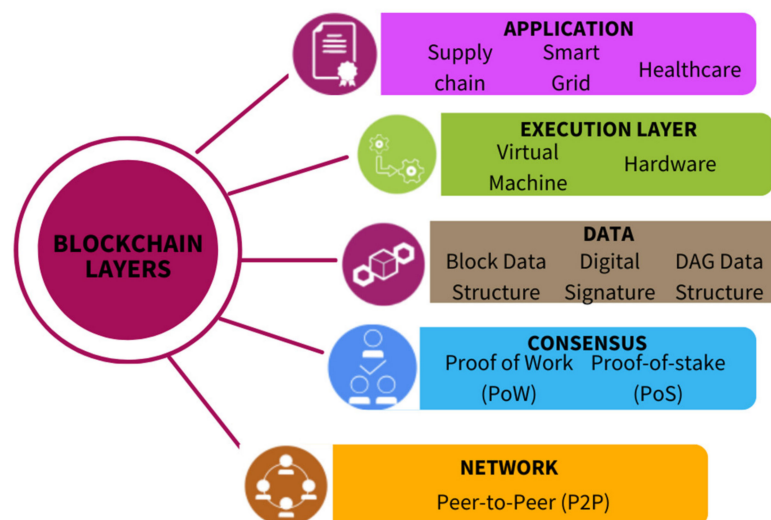 BLOCKCHAIN
LAYERS
APPLICATION
Supply chain
Smart Grid
Healthcare
EXECUTION LAYER
Virtual Machine
Hardware
DATA
Block Data Structure
Digital Signature
DAG Data Structure
CONSENSUS
Proof of Work (PoW)
Proof-of-stake (PoS)
NETWORK
Peer-to-Peer (P2P)